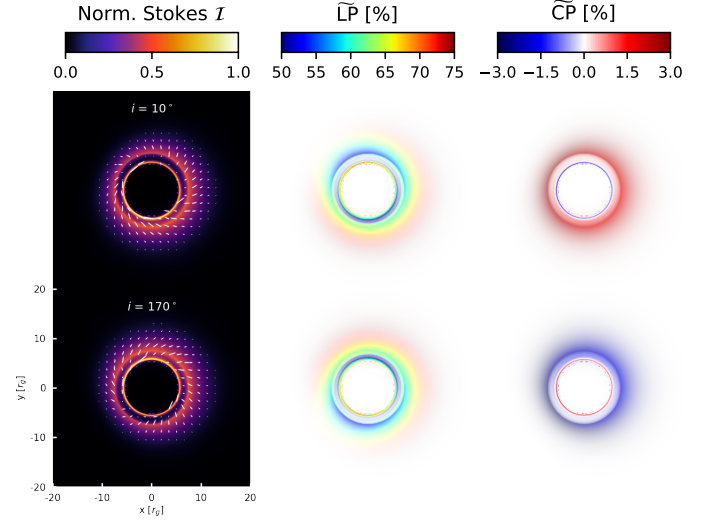 Norm. Stokes 𝓘
L͠P [%]
C͠P [%]
0.0 0.5 1.0
50 55 60 65 70 75
−3.0 −1.5 0.0 1.5 3.0
i = 10°
20
i = 170°
10
0
-10
-20
y [r_g]
-20 -10 0 10 20
x [r_g]